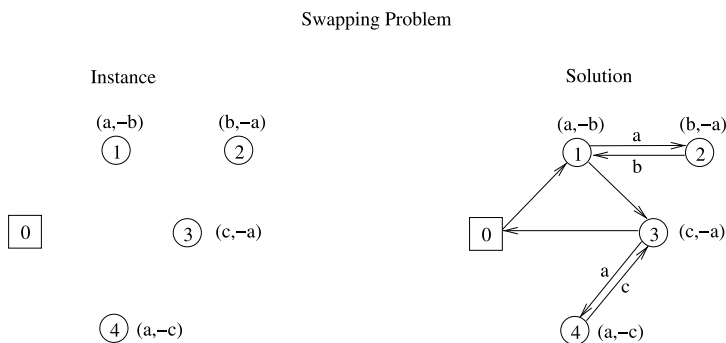 Swapping Problem
Instance
Solution
(a,−b)
(b,−a)
1
2
0
3
(c,−a)
4
(a,−c)
(a,−b)
(b,−a)
a
1
2
b
0
3
(c,−a)
a
c
4
(a,−c)